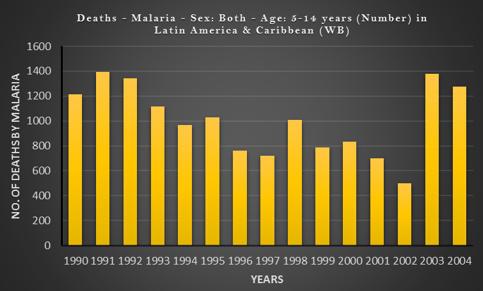 Deaths - Malaria - Sex: Both - Age: 5-14 years (Number) in
Latin America & Caribbean (WB)
NO. OF DEATHS BY MALARIA
1600
1400
1200
1000
800
600
400
200
0
1990 1991 1992 1993 1994 1995 1996 1997 1998 1999 2000 2001 2002 2003 2004
YEARS